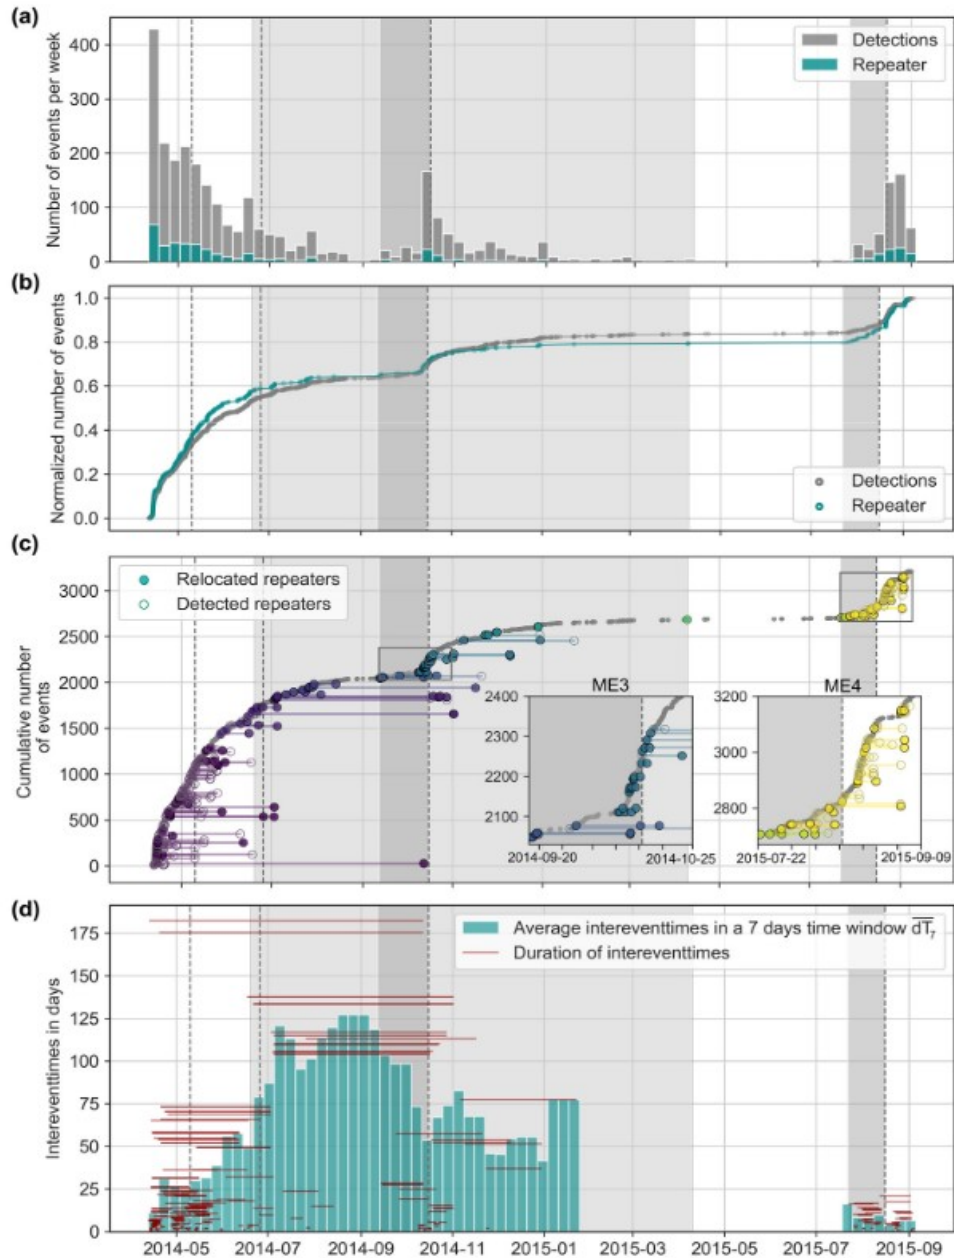 (a)
Number of events per week
400
300
200
100
0
Detections
Repeater
(b)
Normalized number of events
1.0
0.8
0.6
0.4
0.2
0.0
Detections
Repeater
(c)
Cumulative number
of events
3000
2500
2000
1500
1000
500
0
Relocated repeaters
Detected repeaters
ME3
2400
2300
2200
2100
2014-09-20
2014-10-25
ME4
3200
3000
2800
2015-07-22
2015-09-09
(d)
Intereventtimes in days
175
150
125
100
75
50
25
0
Average intereventtimes in a 7 days time window dT̅₇
Duration of intereventtimes
2014-05 2014-07 2014-09 2014-11 2015-01 2015-03 2015-05 2015-07 2015-09